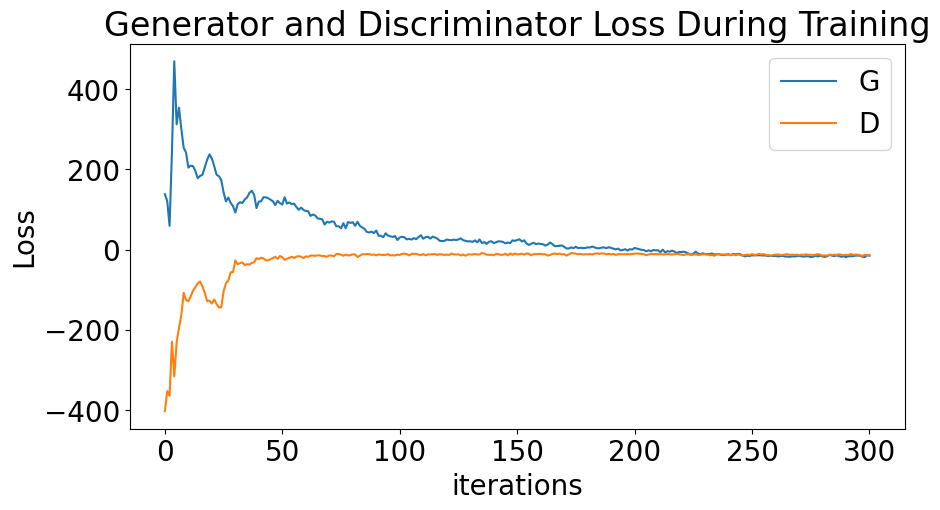 Generator and Discriminator Loss During Training
G
D
Loss
400
200
0
−200
−400
0 50 100 150 200 250 300
iterations